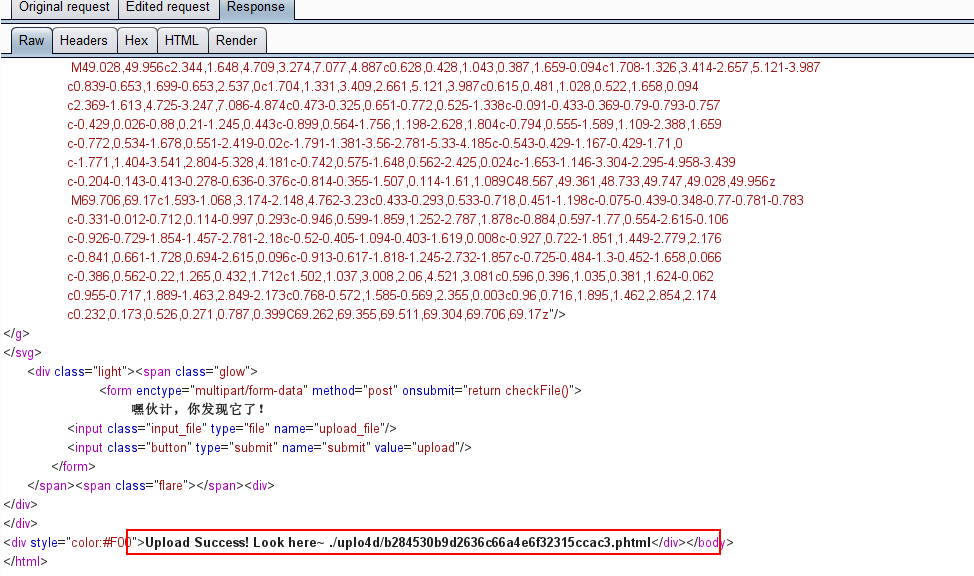 Original request Edited request Response
Raw Headers Hex HTML Render
M49.028,49.956c2.344,1.648,4.709,3.274,7.077,4.887c0.628,0.428,1.043,0.387,1.659-0.094c1.708-1.326,3.414-2.657,5.121-3.987
c0.839-0.653,1.699-0.653,2.537,0c1.704,1.331,3.409,2.661,5.121,3.987c0.615,0.481,1.028,0.522,1.658,0.094
c2.369-1.613,4.725-3.247,7.086-4.874c0.473-0.325,0.651-0.772,0.525-1.338c-0.091-0.433-0.369-0.79-0.793-0.757
c-0.429,0.026-0.88,0.21-1.245,0.443c-0.899,0.564-1.756,1.198-2.628,1.804c-0.794,0.555-1.589,1.109-2.388,1.659
c-0.772,0.534-1.678,0.551-2.419-0.02c-1.791-1.381-3.56-2.781-5.33-4.185c-0.543-0.429-1.167-0.429-1.71,0
c-1.771,1.404-3.541,2.804-5.328,4.181c-0.742,0.575-1.648,0.562-2.425,0.024c-1.653-1.146-3.304-2.295-4.958-3.439
c-0.204-0.143-0.413-0.278-0.636-0.376c-0.814-0.355-1.507,0.114-1.61,1.089C48.567,49.361,48.733,49.747,49.028,49.956z
M69.706,69.17c1.593-1.068,3.174-2.148,4.762-3.23c0.433-0.293,0.533-0.718,0.451-1.198c-0.075-0.439-0.348-0.77-0.781-0.783
c-0.331-0.012-0.712,0.114-0.997,0.293c-0.946,0.599-1.859,1.252-2.787,1.878c-0.884,0.597-1.77,0.554-2.615-0.106
c-0.926-0.729-1.854-1.457-2.781-2.18c-0.52-0.405-1.094-0.403-1.619,0.008c-0.927,0.722-1.851,1.449-2.779,2.176
c-0.841,0.661-1.728,0.694-2.615,0.096c-0.913-0.617-1.818-1.245-2.732-1.857c-0.725-0.484-1.3-0.452-1.658,0.066
c-0.386,0.562-0.22,1.265,0.432,1.712c1.502,1.037,3.008,2.06,4.521,3.081c0.596,0.396,1.035,0.381,1.624-0.062
c0.955-0.717,1.889-1.463,2.849-2.173c0.768-0.572,1.585-0.569,2.355,0.003c0.96,0.716,1.895,1.462,2.854,2.174
c0.232,0.173,0.526,0.271,0.787,0.399C69.262,69.355,69.511,69.304,69.706,69.17z"/>
</g>
</svg>
<div class="light"><span class="glow">
<form enctype="multipart/form-data" method="post" onsubmit="return checkFile()">
嘿伙计，你发现它了！
<input class="input_file" type="file" name="upload_file"/>
<input class="button" type="submit" name="submit" value="upload"/>
</form>
</span><span class="flare"></span><div>
</div>
</div>
<div style="color:#F00">Upload Success! Look here~ ./uplo4d/b284530b9d2636c66a4e6f32315ccac3.phtml</div></body>
</html>